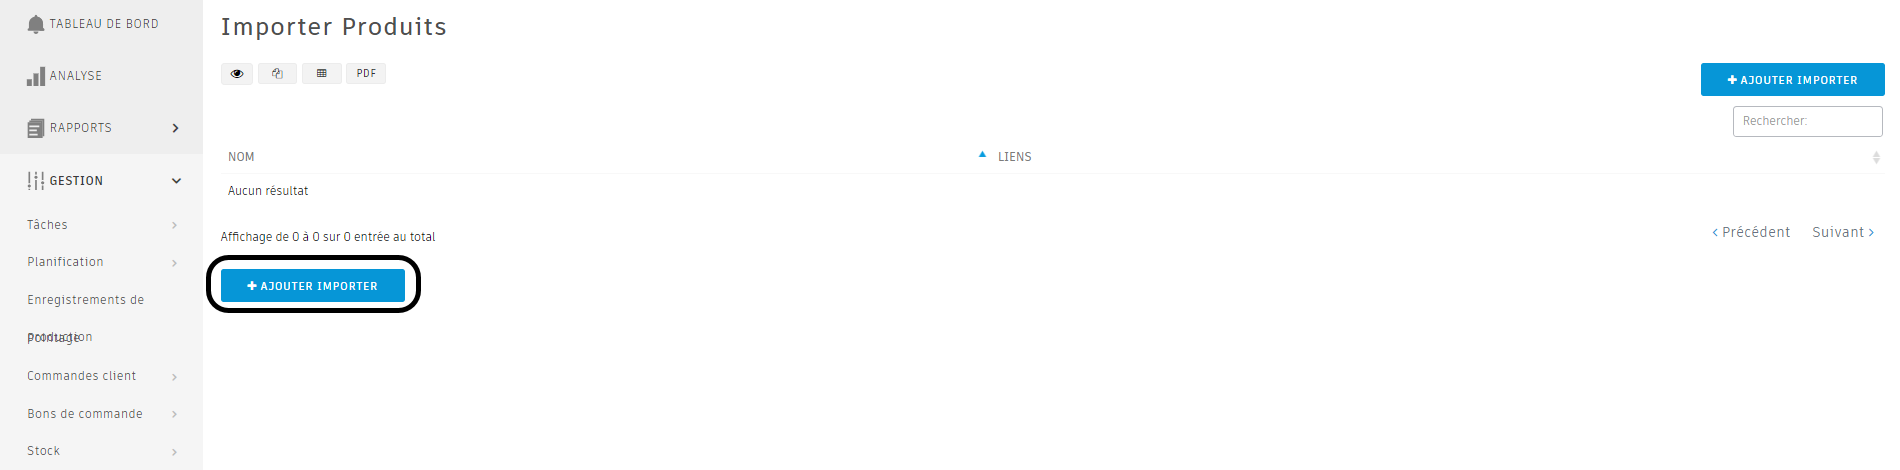 TABLEAU DE BORD
ANALYSE
RAPPORTS
GESTION
Tâches
Planification
Enregistrements de
production
Pointage
Commandes client
Bons de commande
Stock
Importer Produits
PDF
AJOUTER IMPORTER
Rechercher:
NOM LIENS
Aucun résultat
Affichage de 0 à 0 sur 0 entrée au total
Précédent Suivant
AJOUTER IMPORTER